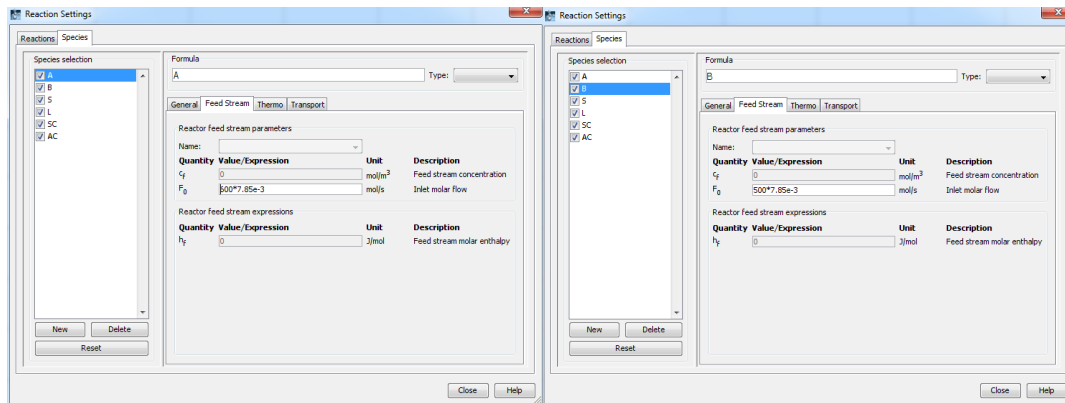 Reaction Settings
Reactions Species
Species selection
A
B
S
L
SC
AC
New Delete
Reset
Formula
A Type:
General Feed Stream Thermo Transport
Reactor feed stream parameters
Name:
Quantity Value/Expression Unit Description
cf 0 mol/m³ Feed stream concentration
F0 500*7.85e-3 mol/s Inlet molar flow
Reactor feed stream expressions
Quantity Value/Expression Unit Description
hf 0 J/mol Feed stream molar enthalpy
Close Help
Reaction Settings
Reactions Species
Species selection
A
B
S
L
SC
AC
New Delete
Reset
Formula
B Type:
General Feed Stream Thermo Transport
Reactor feed stream parameters
Name:
Quantity Value/Expression Unit Description
cf 0 mol/m³ Feed stream concentration
F0 500*7.85e-3 mol/s Inlet molar flow
Reactor feed stream expressions
Quantity Value/Expression Unit Description
hf 0 J/mol Feed stream molar enthalpy
Close Help